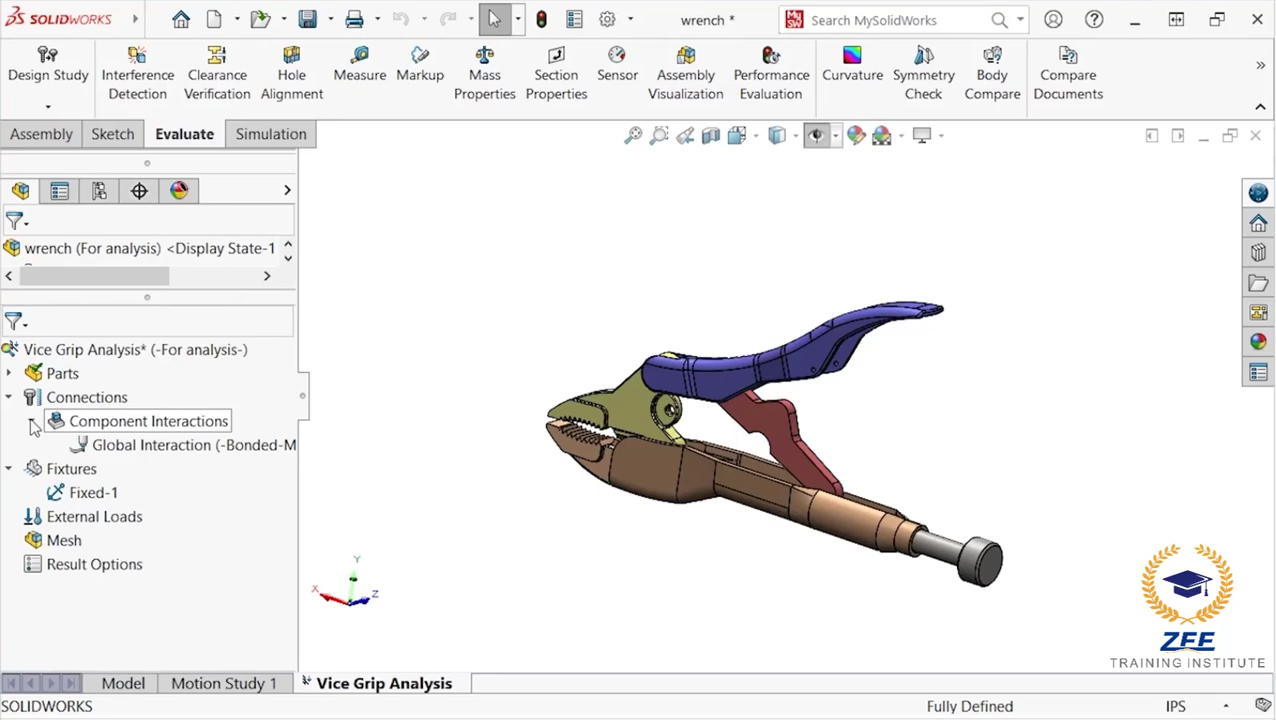 SOLIDWORKS
wrench *
Search MySolidWorks
Design Study
Interference Detection
Clearance Verification
Hole Alignment
Measure
Markup
Mass Properties
Section Properties
Sensor
Assembly Visualization
Performance Evaluation
Curvature
Symmetry Check
Body Compare
Compare Documents
Assembly
Sketch
Evaluate
Simulation
wrench (For analysis) <Display State-1
Vice Grip Analysis* (-For analysis-)
Parts
Connections
Component Interactions
Global Interaction (-Bonded-M
Fixtures
Fixed-1
External Loads
Mesh
Result Options
Y
X
Z
ZEE
TRAINING INSTITUTE
Model
Motion Study 1
Vice Grip Analysis
SOLIDWORKS
Fully Defined
IPS